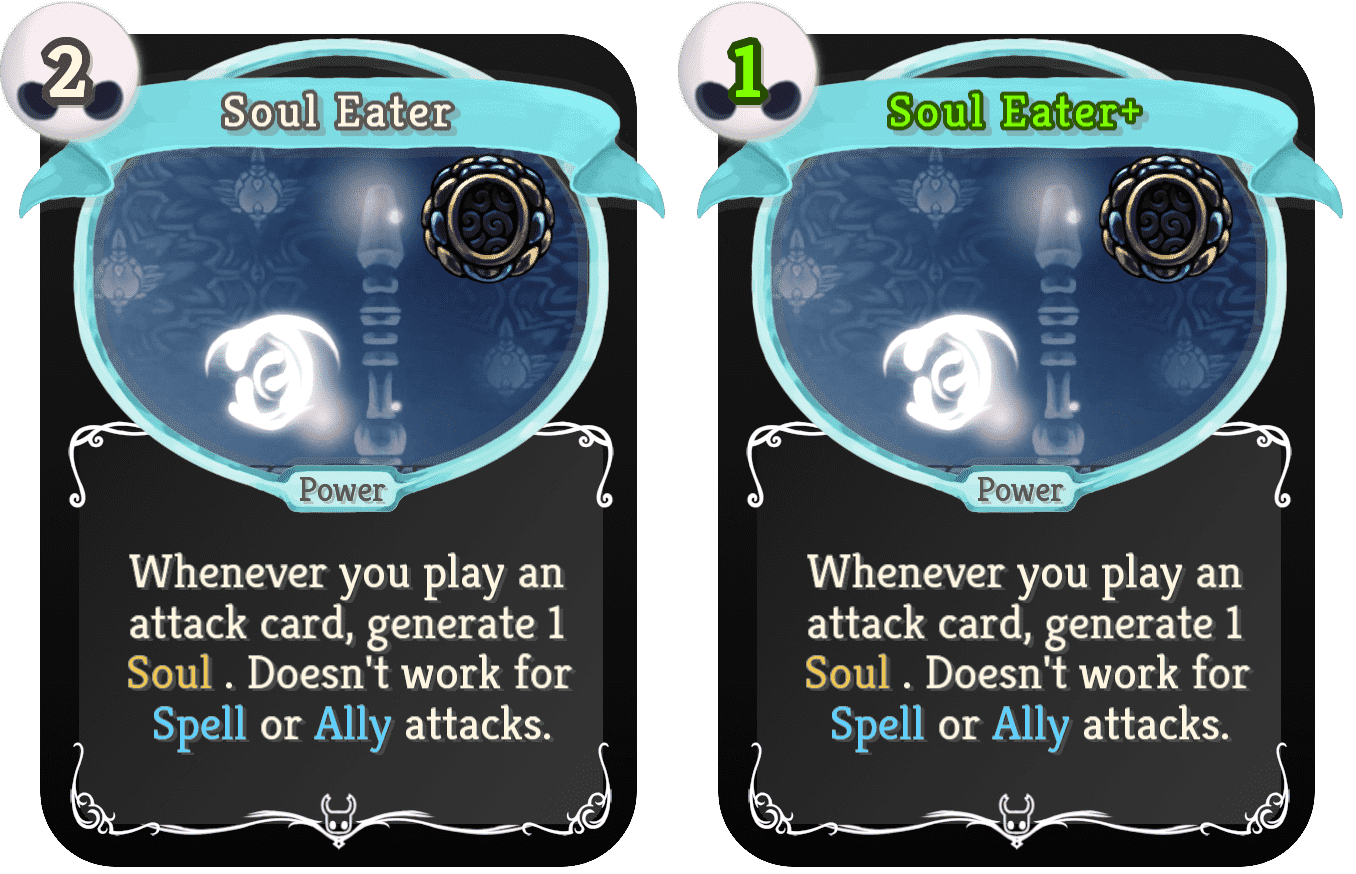 2
Soul Eater
Power
Whenever you play an
attack card, generate 1
Soul . Doesn't work for
Spell or Ally attacks.
1
Soul Eater+
Power
Whenever you play an
attack card, generate 1
Soul . Doesn't work for
Spell or Ally attacks.